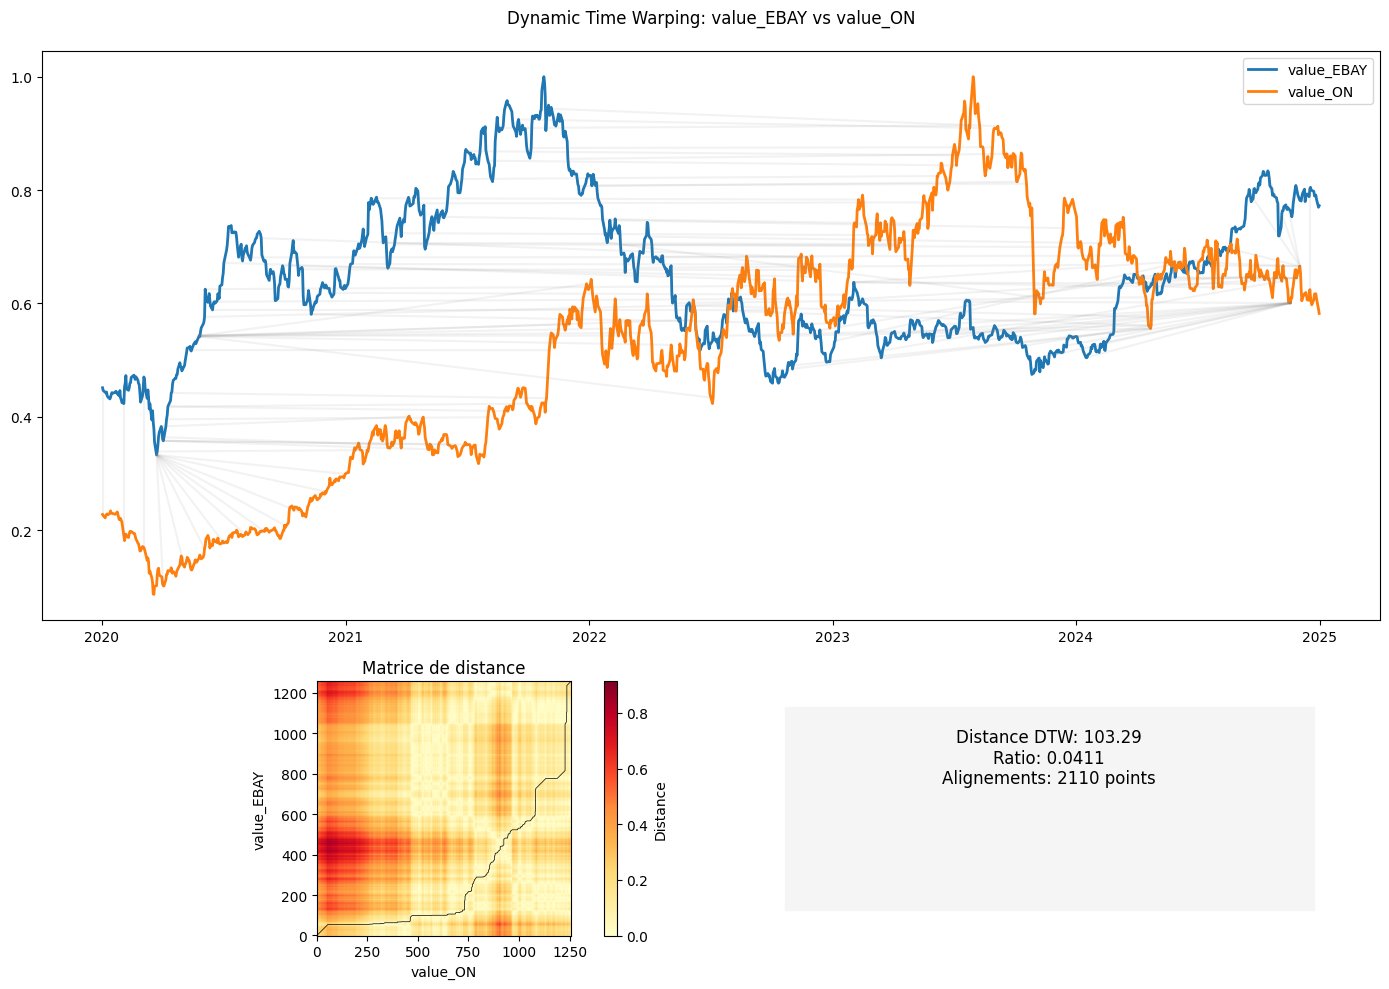 Dynamic Time Warping: value_EBAY vs value_ON
value_EBAY
value_ON
1.0
0.8
0.6
0.4
0.2
2020 2021 2022 2023 2024 2025
Matrice de distance
value_EBAY
1200
1000
800
600
400
200
0
0 250 500 750 1000 1250
value_ON
0.8
0.6
0.4
0.2
0.0
Distance
Distance DTW: 103.29
Ratio: 0.0411
Alignements: 2110 points